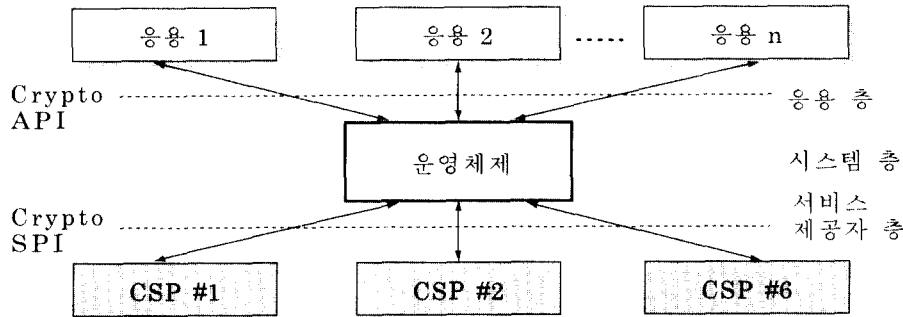 응용 1
응용 2
.....
응용 n
Crypto
API
응용 층
운영체제
시스템 층
Crypto
SPI
서비스
제공자 층
CSP #1
CSP #2
CSP #6